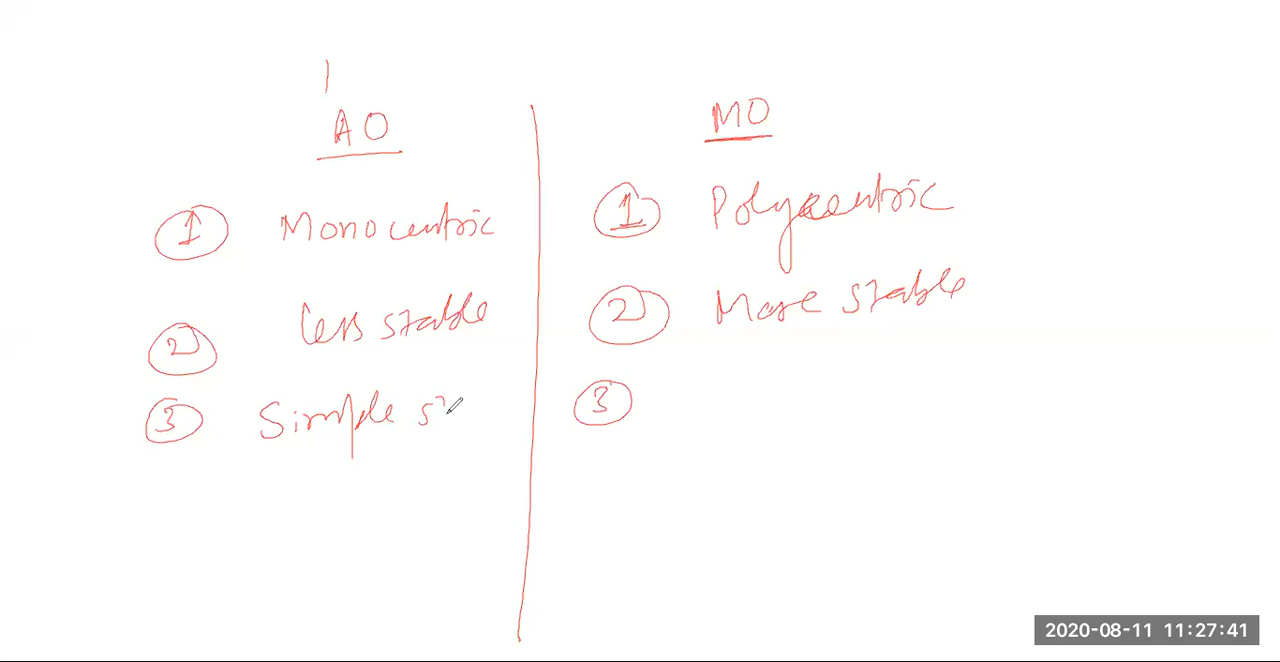 AO
① Monocentric
② less stable
③ Simple
MO
① Polycentric
② More stable
③
2020-08-11 11:27:41